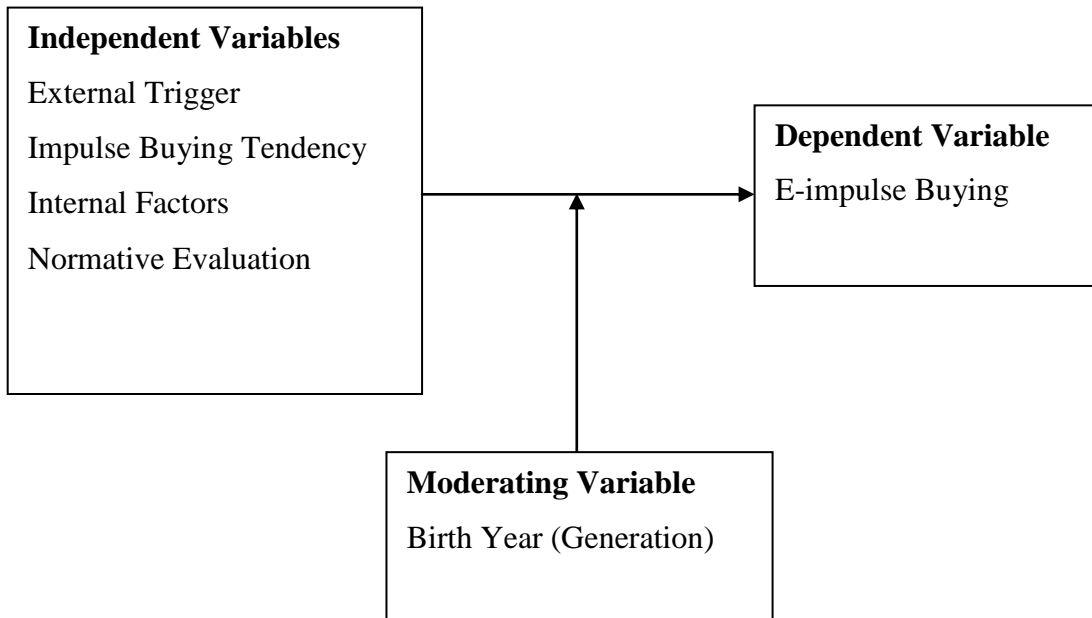 Independent Variables
External Trigger
Impulse Buying Tendency
Internal Factors
Normative Evaluation
Dependent Variable
E-impulse Buying
Moderating Variable
Birth Year (Generation)